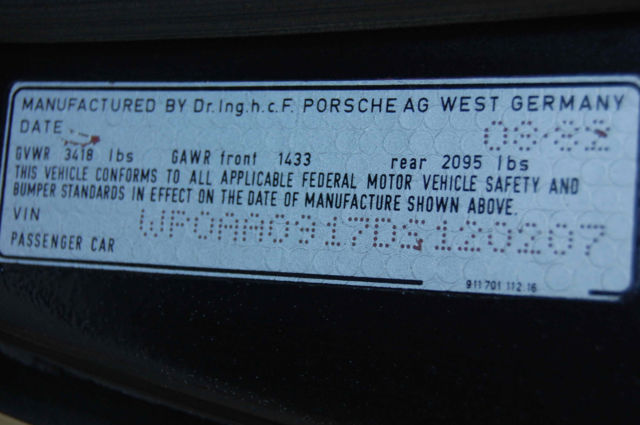 MANUFACTURED BY Dr.Ing.h.c.F. PORSCHE AG WEST GERMANY
DATE 08-82
GVWR 3418 lbs GAWR front 1433 rear 2095 lbs
THIS VEHICLE CONFORMS TO ALL APPLICABLE FEDERAL MOTOR VEHICLE SAFETY AND
BUMPER STANDARDS IN EFFECT ON THE DATE OF MANUFACTURE SHOWN ABOVE.
VIN WP0AA0917DS120207
PASSENGER CAR
911 701 112.16